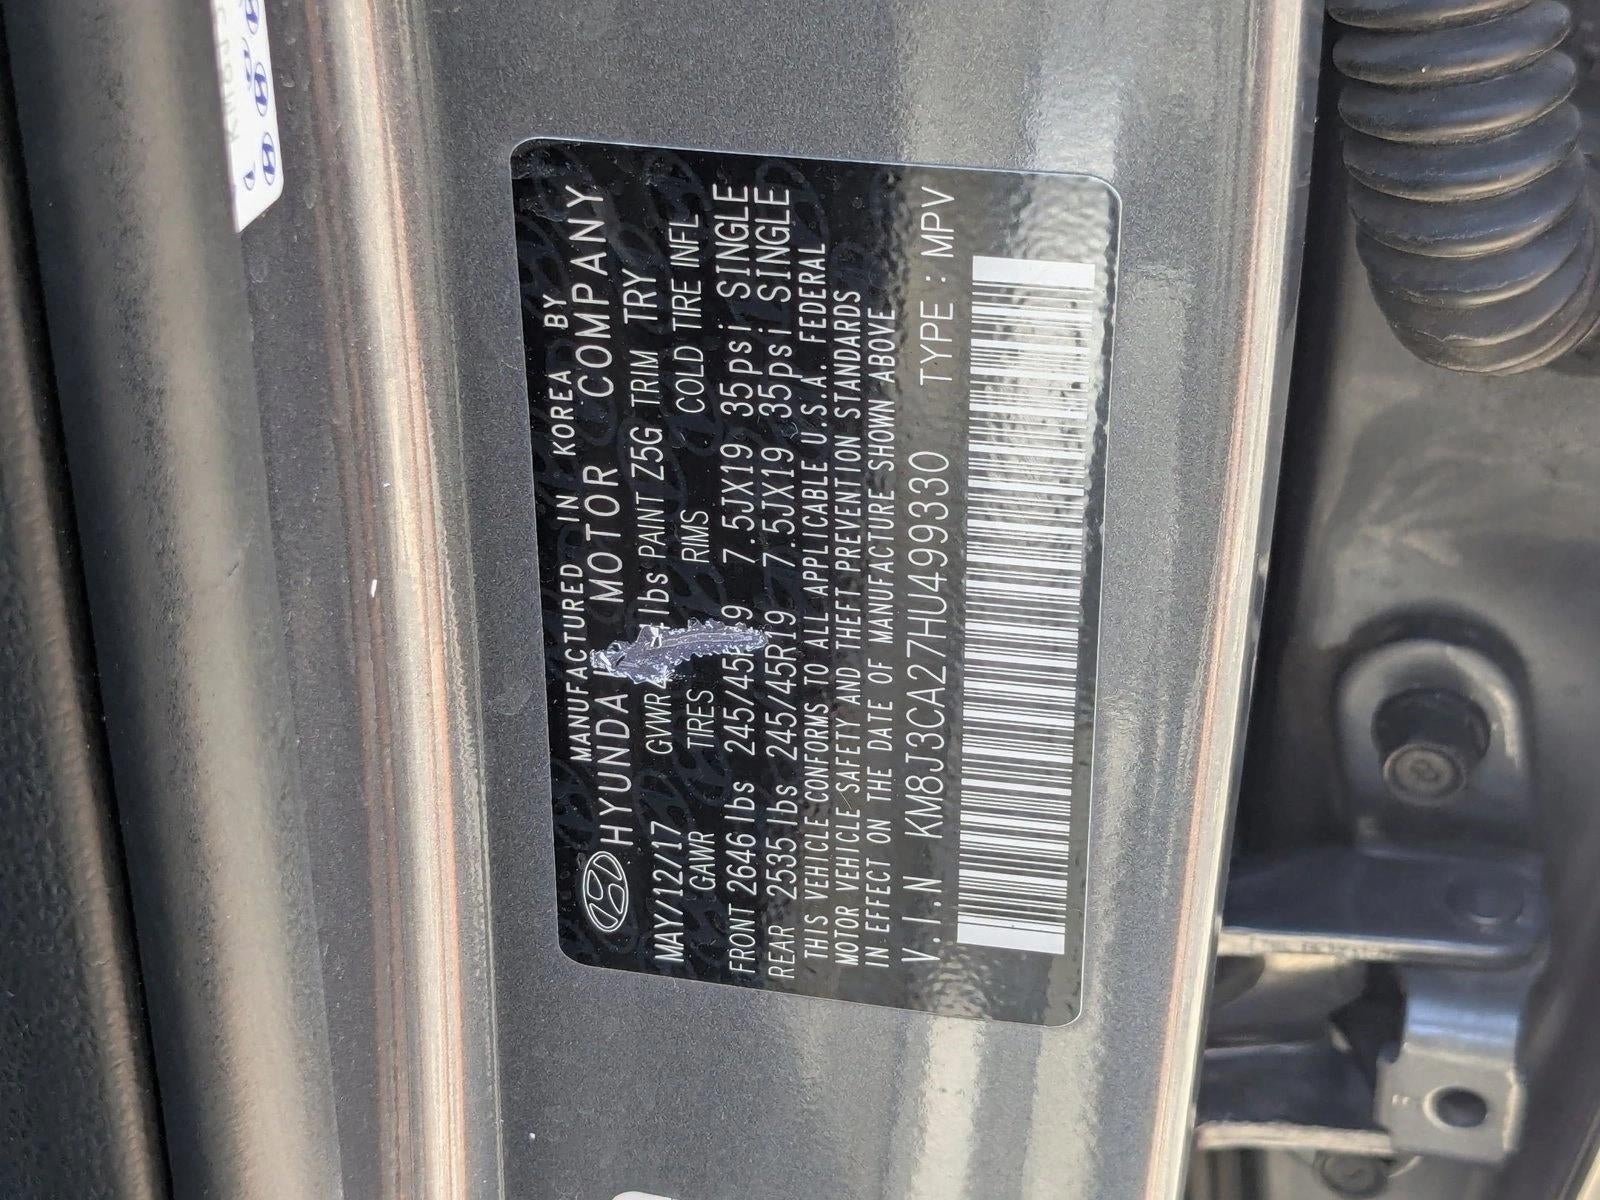 MANUFACTURED IN KOREA BY
HYUNDAI MOTOR COMPANY
MAY/12/17 GWR lbs PAINT Z5G TRIM TRY
GAWR TIRES RIMS COLD TIRE INFL
FRONT 2646 lbs 245/45R19 7.5JX19 35psi SINGLE
REAR 2535 lbs 245/45R19 7.5JX19 35psi SINGLE
THIS VEHICLE CONFORMS TO ALL APPLICABLE U.S.A. FEDERAL
MOTOR VEHICLE SAFETY AND THEFT PREVENTION STANDARDS
IN EFFECT ON THE DATE OF MANUFACTURE SHOWN ABOVE
V.I.N KM8J3CA27HU499330 TYPE : MPV